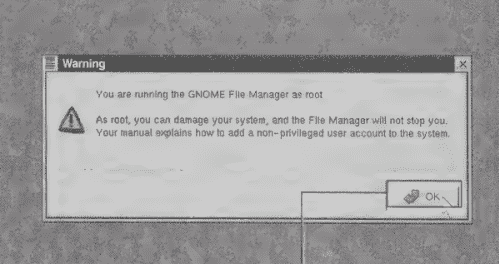 Warning
You are running the GNOME File Manager as root
As root, you can damage your system, and the File Manager will not stop you.
Your manual explains how to add a non-privileged user account to the system.
OK